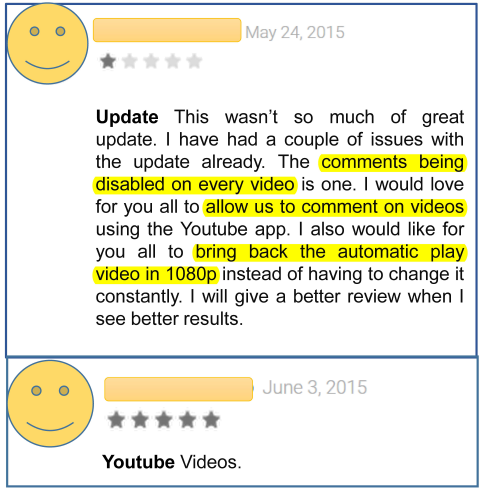 May 24, 2015
Update This wasn't so much of great
update. I have had a couple of issues with
the update already. The comments being
disabled on every video is one. I would love
for you all to allow us to comment on videos
using the Youtube app. I also would like for
you all to bring back the automatic play
video in 1080p instead of having to change it
constantly. I will give a better review when I
see better results.
June 3, 2015
Youtube Videos.